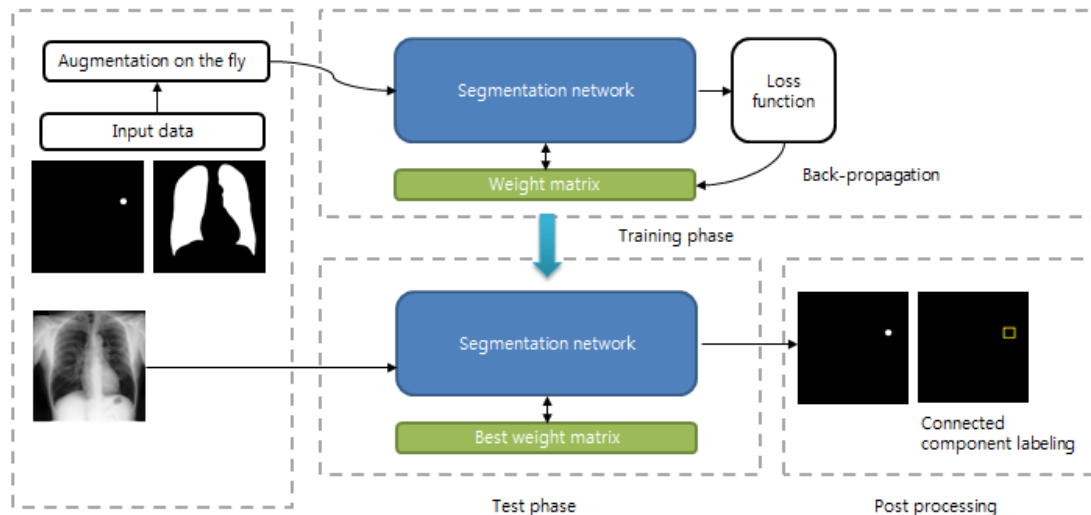 Augmentation on the fly
Input data
Segmentation network
Loss
function
Weight matrix
Back-propagation
Training phase
Segmentation network
Best weight matrix
Connected
component labeling
Test phase
Post processing